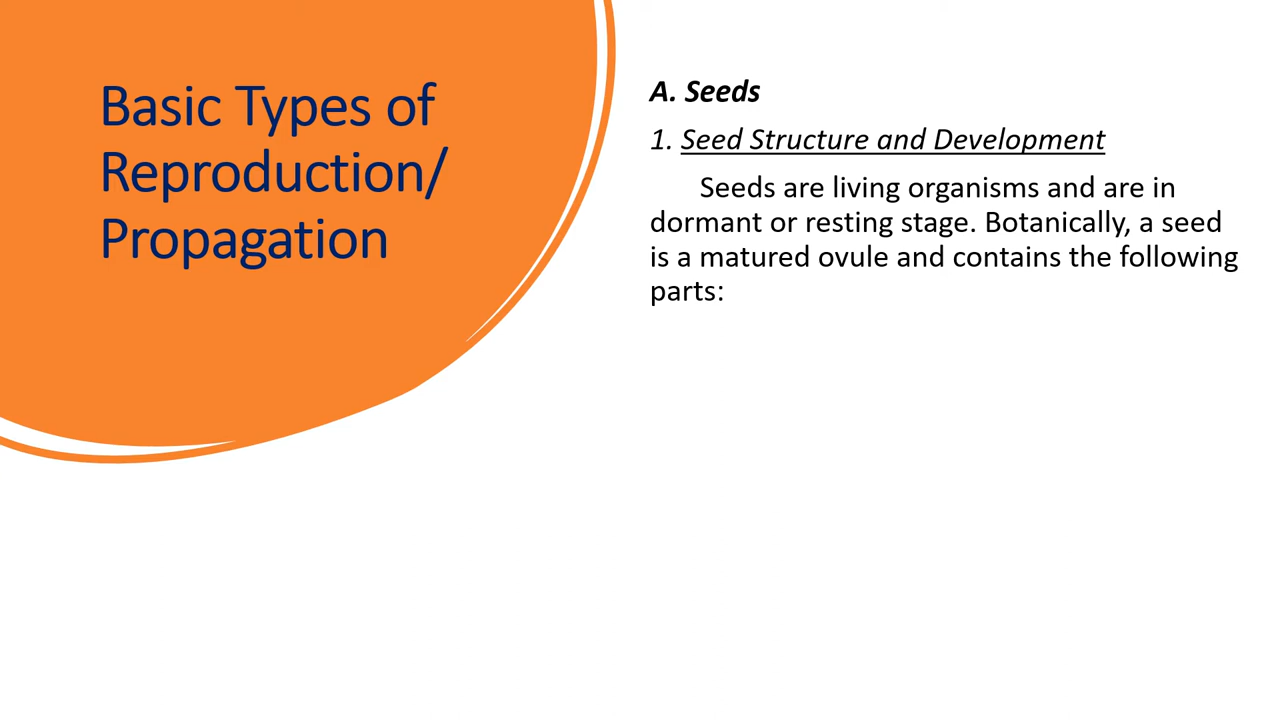 Basic Types of
Reproduction/
Propagation
A. Seeds
1. Seed Structure and Development
Seeds are living organisms and are in
dormant or resting stage. Botanically, a seed
is a matured ovule and contains the following
parts: